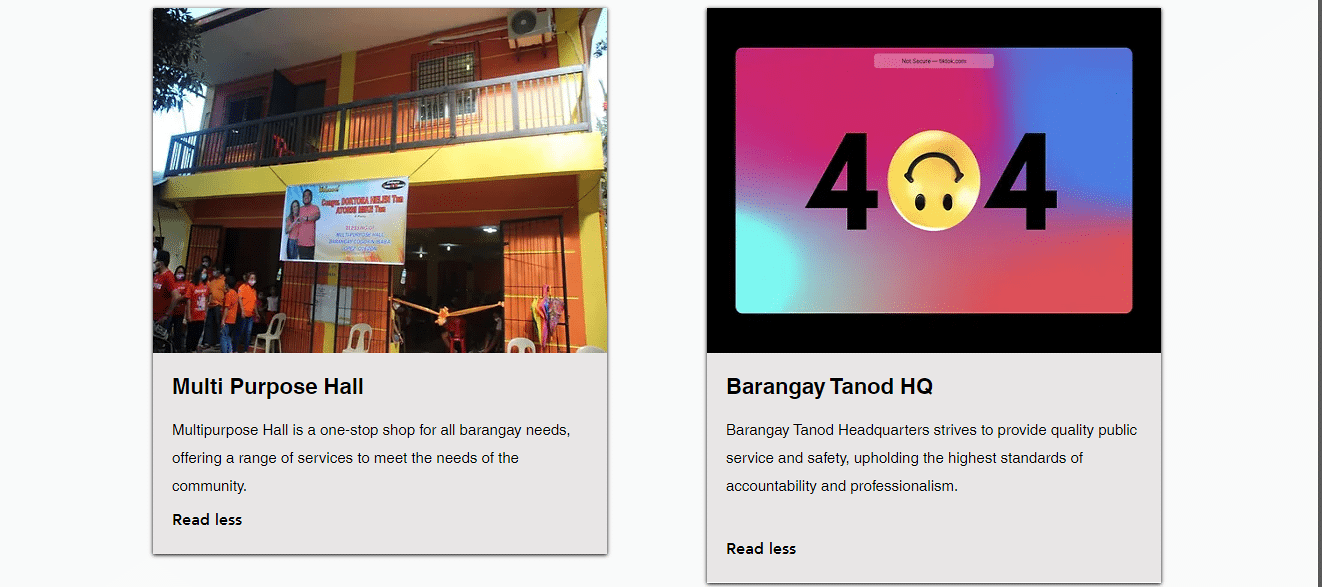 Congw. DOKTORA HELEN Tan
ATORNI MIKE Tan
BLESSING OF
MULTI-PURPOSE HALL
Multi Purpose Hall
Multipurpose Hall is a one-stop shop for all barangay needs,
offering a range of services to meet the needs of the
community.
Read less
Not Secure — tiktok.com
404
Barangay Tanod HQ
Barangay Tanod Headquarters strives to provide quality public
service and safety, upholding the highest standards of
accountability and professionalism.
Read less